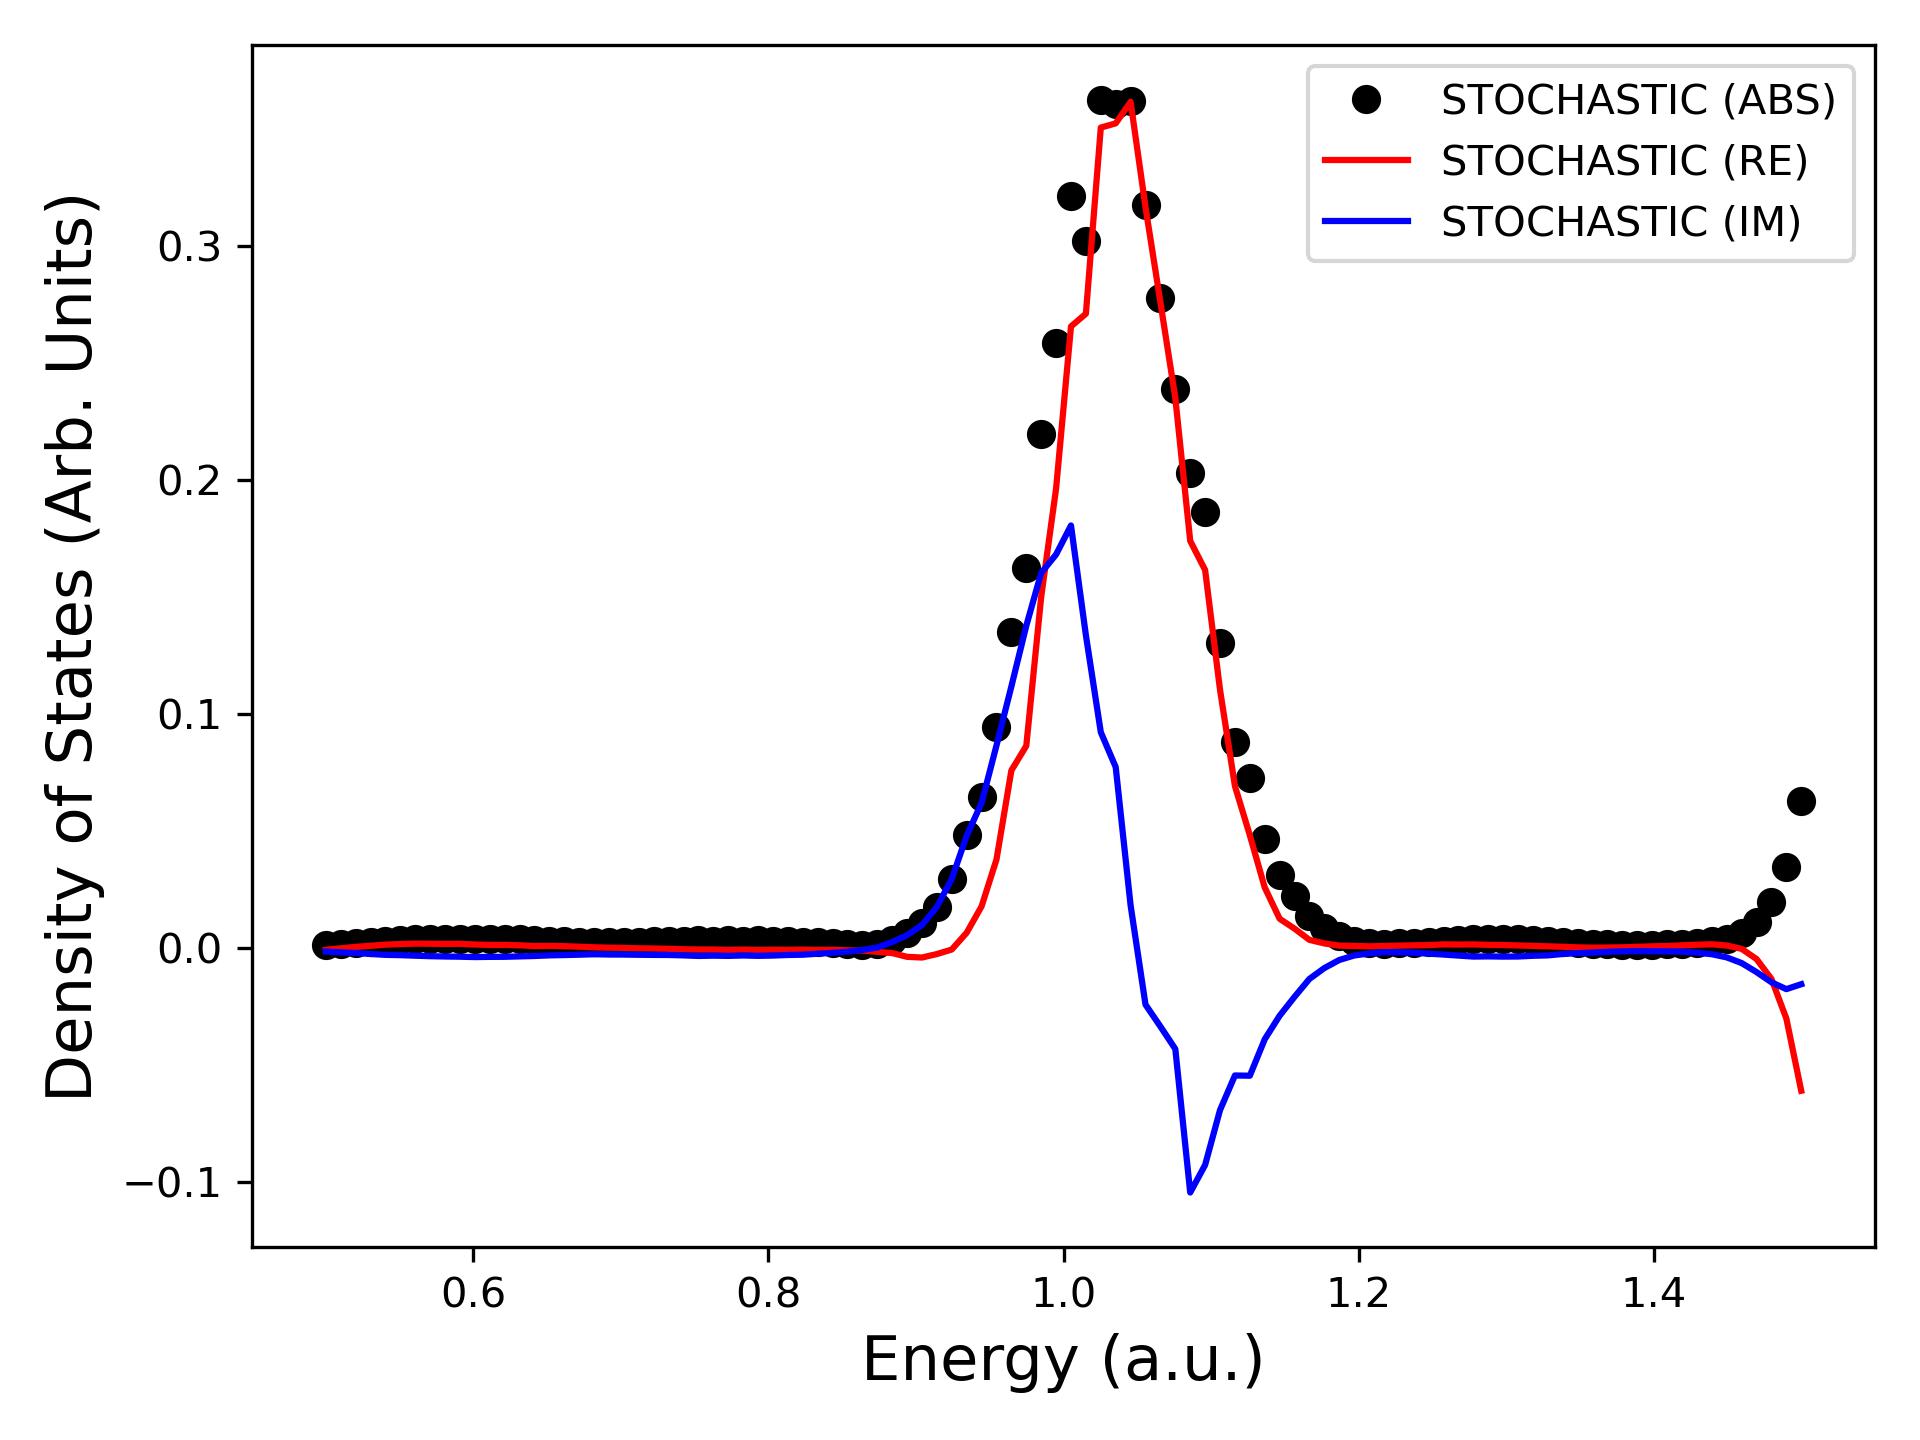 STOCHASTIC (ABS)
STOCHASTIC (RE)
STOCHASTIC (IM)
Density of States (Arb. Units)
0.3
0.2
0.1
0.0
−0.1
0.6 0.8 1.0 1.2 1.4
Energy (a.u.)